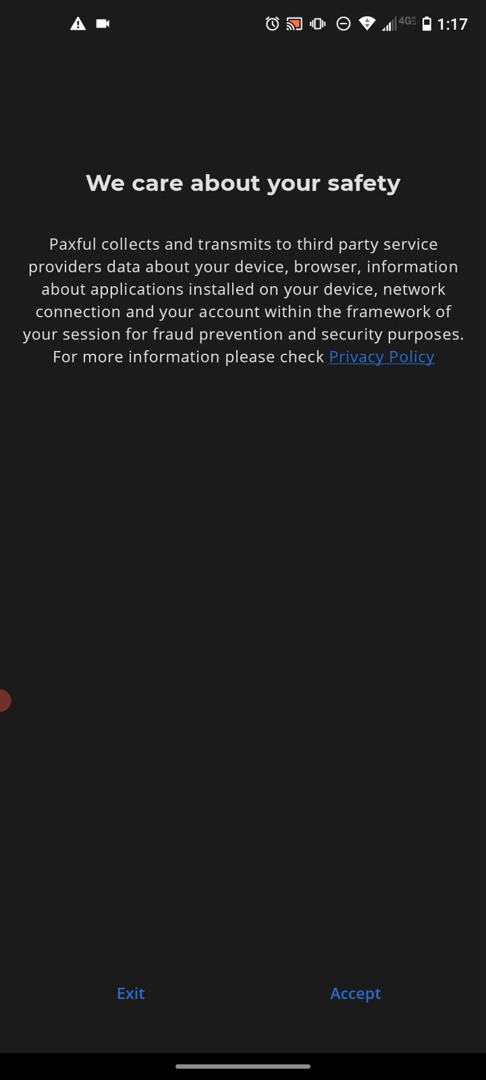 4G 1:17
We care about your safety
Paxful collects and transmits to third party service
providers data about your device, browser, information
about applications installed on your device, network
connection and your account within the framework of
your session for fraud prevention and security purposes.
For more information please check Privacy Policy
Exit Accept